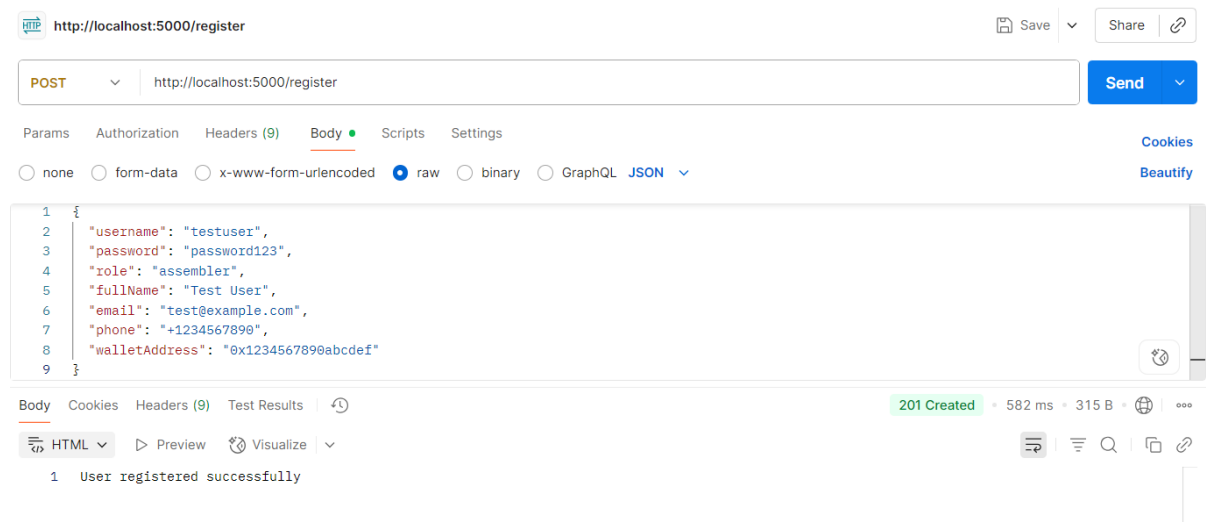 HTTP http://localhost:5000/register Save Share
POST http://localhost:5000/register Send
Params Authorization Headers (9) Body Scripts Settings Cookies
none form-data x-www-form-urlencoded raw binary GraphQL JSON Beautify
1 {
2 "username": "testuser",
3 "password": "password123",
4 "role": "assembler",
5 "fullName": "Test User",
6 "email": "test@example.com",
7 "phone": "+1234567890",
8 "walletAddress": "0x1234567890abcdef"
9 }
Body Cookies Headers (9) Test Results 201 Created • 582 ms • 315 B
HTML Preview Visualize
1 User registered successfully